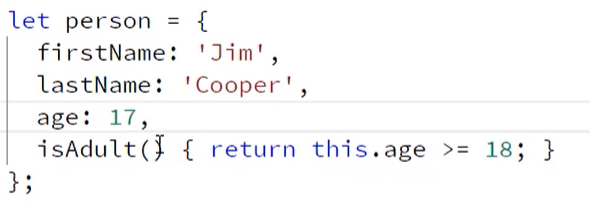 let person = {
  firstName: 'Jim',
  lastName: 'Cooper',
  age: 17,
  isAdult() { return this.age >= 18; }
};